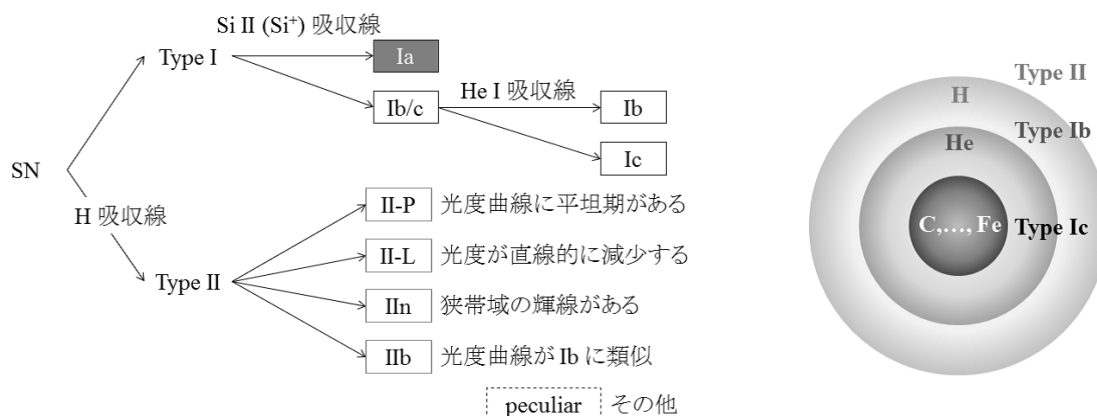 Si II (Si⁺) 吸収線
Type I
Ia
He I 吸収線
Ib/c
Ib
Ic
SN
H 吸収線
II-P 光度曲線に平坦期がある
II-L 光度が直線的に減少する
Type II
IIn 狭帯域の輝線がある
IIb 光度曲線が Ib に類似
peculiar その他
Type II
H
Type Ib
He
C,…, Fe
Type Ic